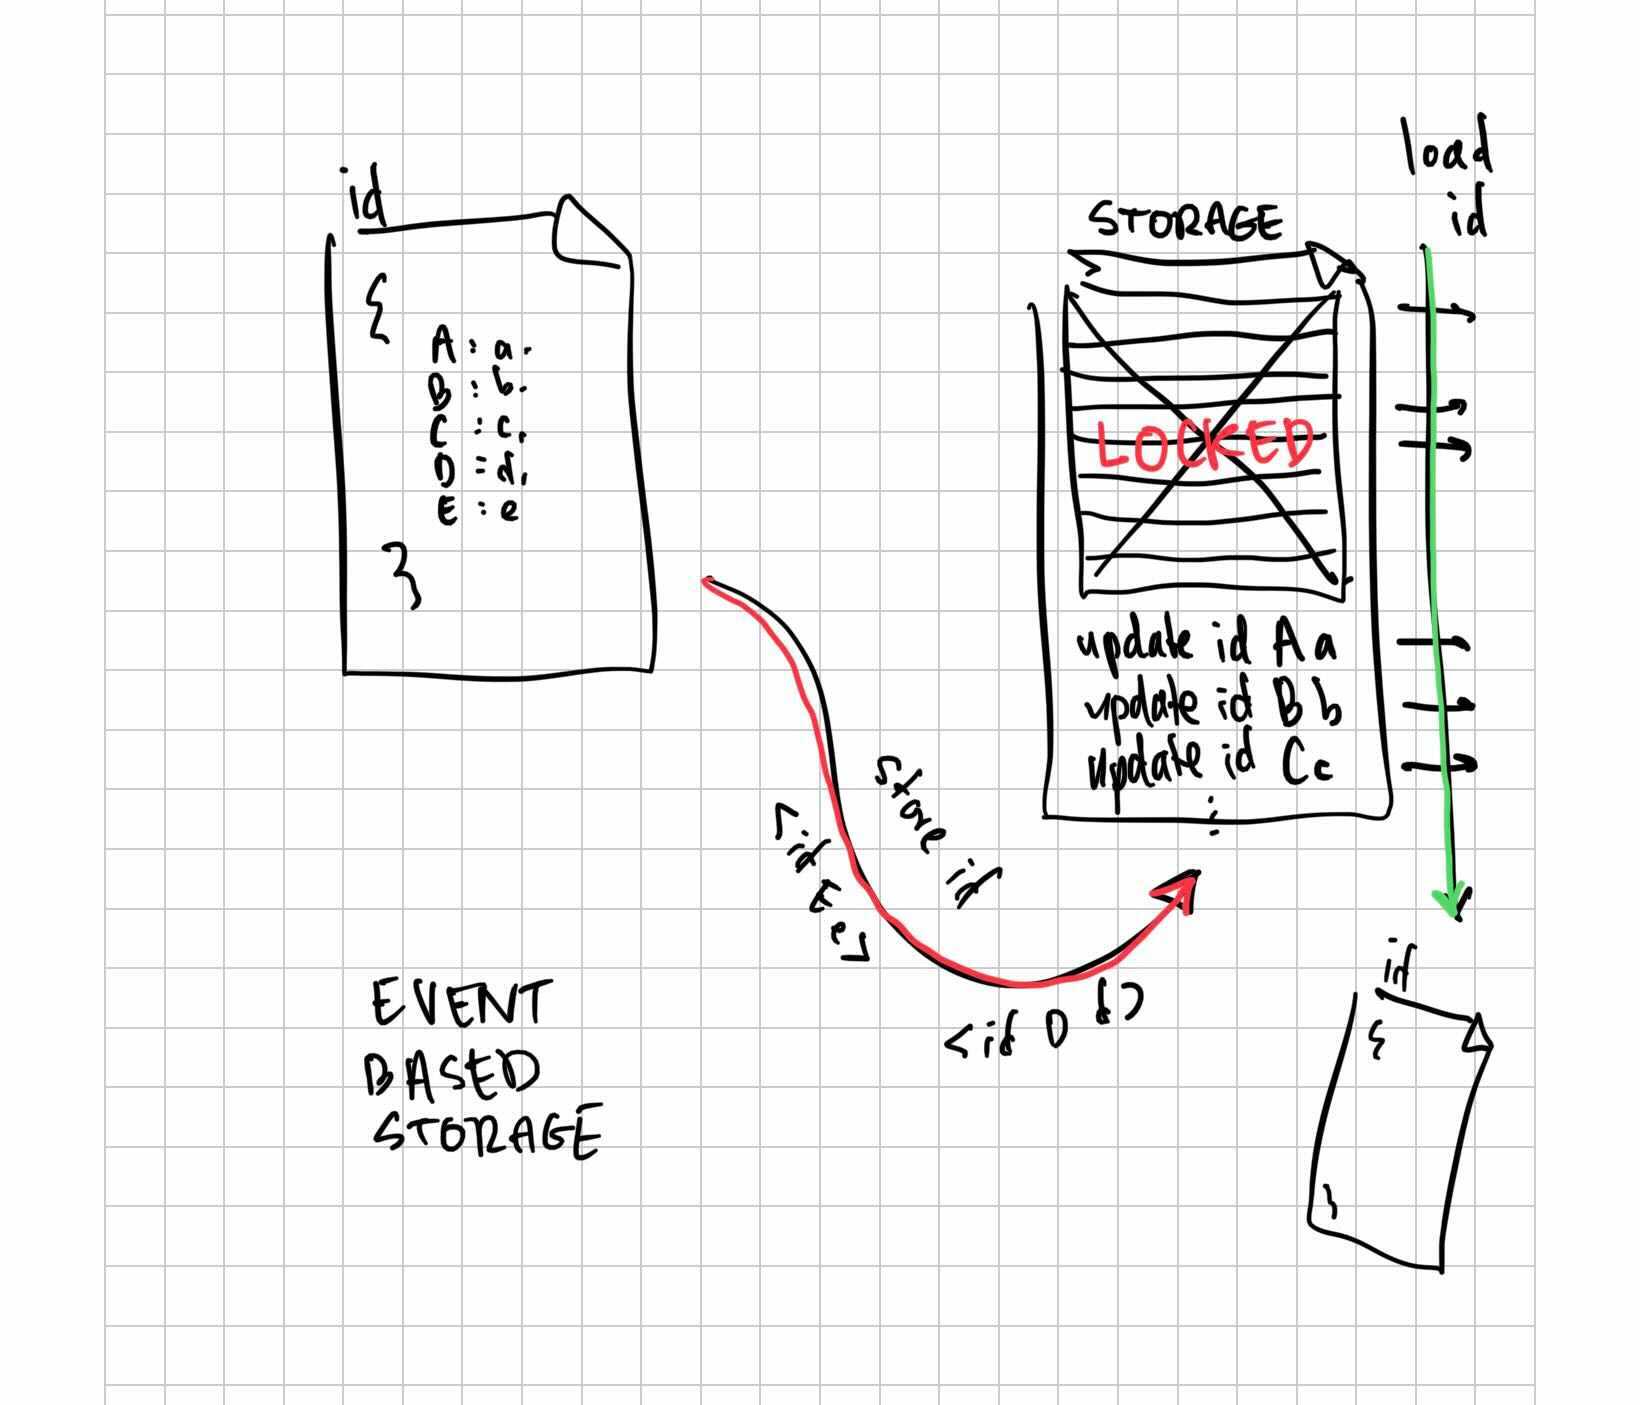 id
{
A : a,
B : b,
C : c,
D : d,
E : e
}
STORAGE
LOCKED
update id A a
update id B b
update id C c
load
id
store id
<id E e>
<id D d>
id
{
}
EVENT
BASED
STORAGE